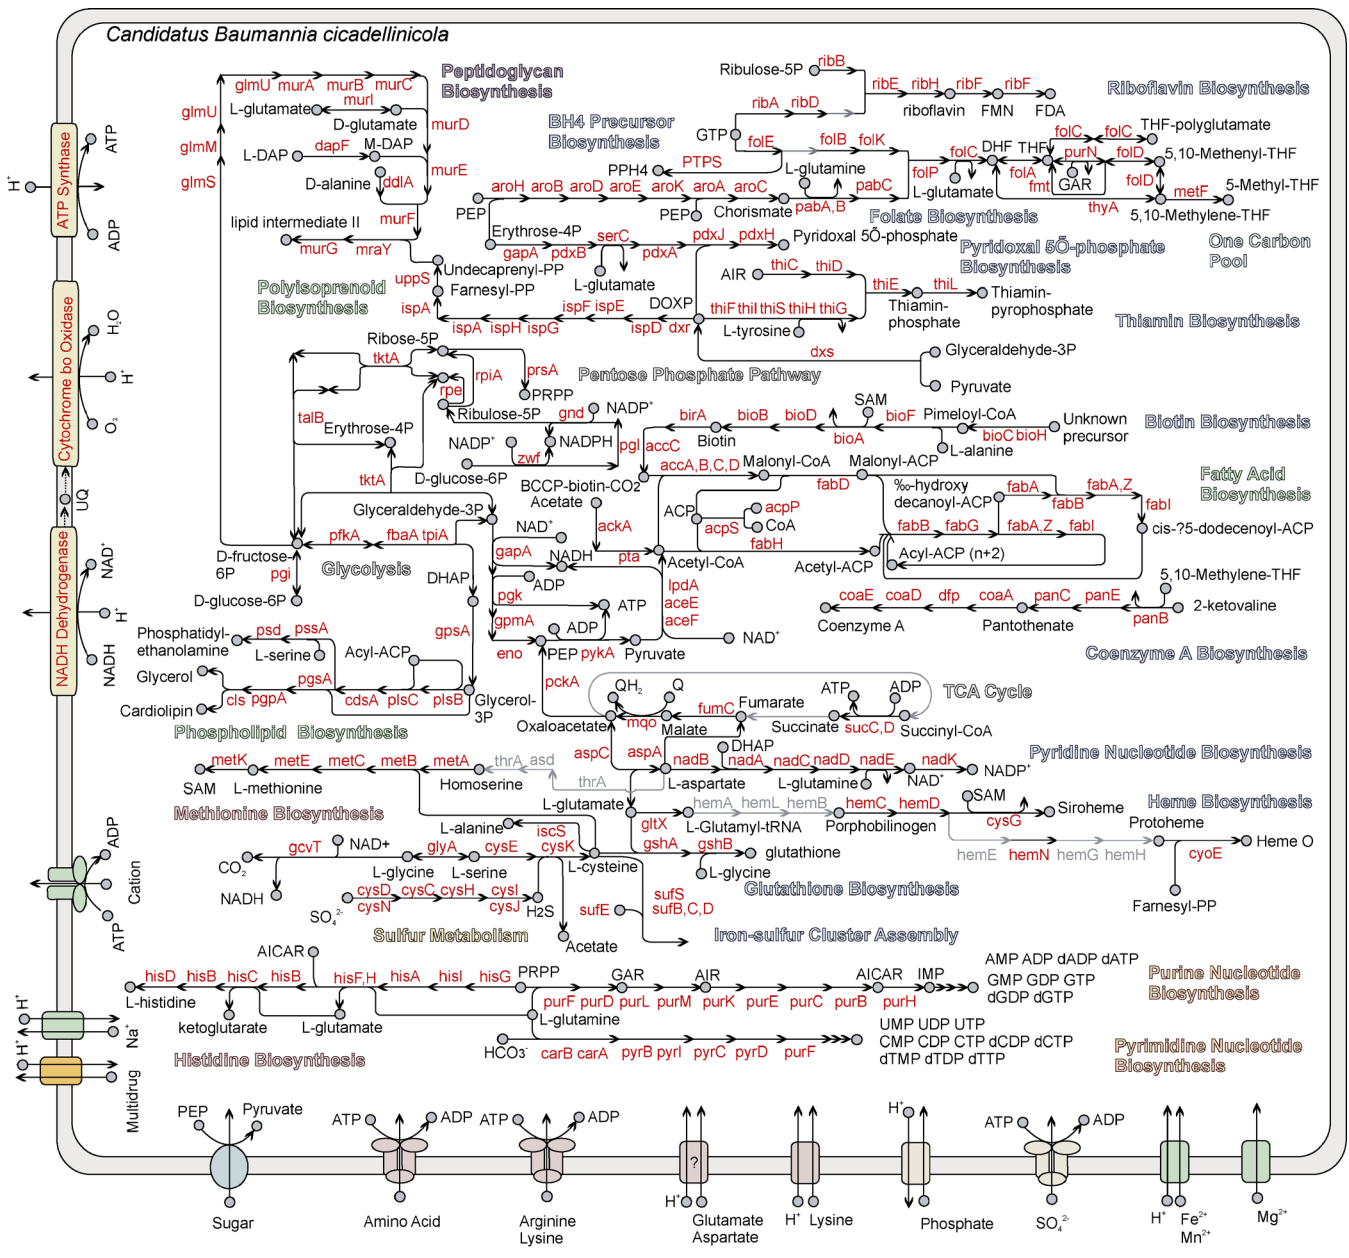 Candidatus Baumannia cicadellinicola
glmU murA murB murC
Peptidoglycan
Biosynthesis
L-glutamate murI
D-glutamate
glmU
glmM
glmS
murD
L-DAP dapF M-DAP
murE
D-alanine ddlA
murF
lipid intermediate II
murG mraY
Undecaprenyl-PP
uppS
Farnesyl-PP
ispA
Polyisoprenoid
Biosynthesis
ispA ispH ispG ispF ispE ispD dxr
DOXP
BH4 Precursor
Biosynthesis
PPH4 PTPS
Ribulose-5P ribB
ribA ribD
ribE ribH ribF ribF
riboflavin FMN FDA
Riboflavin Biosynthesis
GTP
folE folB folK
L-glutamine
PEP aroH aroB aroD aroE aroK aroA aroC
PEP Chorismate pabA,B pabC
folP folC
L-glutamate
DHF THF
folA fmt
folC folC THF-polyglutamate
purN GAR
folD 5,10-Methenyl-THF
folD
metF 5-Methyl-THF
thyA 5,10-Methylene-THF
Folate Biosynthesis
One Carbon
Pool
Erythrose-4P
gapA pdxB serC pdxA pdxJ pdxH
L-glutamate
Pyridoxal 5Õ-phosphate
Pyridoxal 5Õ-phosphate
Biosynthesis
AIR thiC thiD
thiF thiI thiS thiH thiG
L-tyrosine
thiE thiL
Thiamin-
phosphate
Thiamin-
pyrophosphate
Thiamin Biosynthesis
dxs
Glyceraldehyde-3P
Pyruvate
Ribose-5P
tktA
rpiA
rpe
prsA
PRPP
Pentose Phosphate Pathway
talB
Erythrose-4P
Ribulose-5P gnd NADP+
NADP+ NADPH
zwf
pgl
D-glucose-6P
tktA
Glyceraldehyde-3P
birA bioB bioD SAM bioF Pimeloyl-CoA
Unknown
precursor
Biotin
bioA
bioC bioH
L-alanine
Biotin Biosynthesis
accC
accA,B,C,D Malonyl-CoA Malonyl-ACP
BCCP-biotin-CO2
Acetate
fabD
‰-hydroxy
decanoyl-ACP
fabA fabB fabA,Z
fabI
Fatty Acid
Biosynthesis
cis-?5-dodecenoyl-ACP
ACP acpP
acpS CoA
fabH
fabB fabG fabA,Z fabI
Acyl-ACP (n+2)
Acetyl-ACP
ackA
pta
Acetyl-CoA
pfkA fbaA tpiA
D-fructose-
6P
pgi
Glycolysis
D-glucose-6P
DHAP
gpsA
NAD+
gapA NADH
ADP
pgk ATP
gpmA ADP
eno PEP pykA Pyruvate
lpdA
aceE
aceF
NAD+
5,10-Methylene-THF
coaE coaD dfp coaA panC panE
panB
2-ketovaline
Coenzyme A Pantothenate
Coenzyme A Biosynthesis
Phosphatidyl-
ethanolamine
psd pssA
L-serine
Glycerol
Acyl-ACP
pgsA
cls pgpA cdsA plsC plsB
Cardiolipin
Glycerol-
3P
Phospholipid Biosynthesis
pckA
QH2 Q
Oxaloacetate mqo Malate fumC Fumarate
ATP ADP
Succinate sucC,D Succinyl-CoA
TCA Cycle
aspC aspA
DHAP
nadB nadA nadC nadD nadE nadK
L-aspartate L-glutamine NAD+ NADP+
Pyridine Nucleotide Biosynthesis
metK metE metC metB metA
SAM L-methionine Homoserine
thrA asd
thrA
Methionine Biosynthesis
L-glutamate
gltX hemA hemL hemB hemC hemD
L-Glutamyl-tRNA Porphobilinogen
SAM
cysG Siroheme
Heme Biosynthesis
Protoheme
hemE hemN hemG hemH
cyoE Heme O
Farnesyl-PP
L-alanine iscS
gshA gshB glutathione
L-glycine
Glutathione Biosynthesis
gcvT NAD+
CO2
NADH
glyA cysE cysK
L-glycine L-serine L-cysteine
cysD cysC cysH cysI
cysN cysJ
SO4 2- H2S
Acetate
Sulfur Metabolism
sufE
sufS
sufB,C,D
Iron-sulfur Cluster Assembly
AICAR
hisD hisB hisC hisB hisF,H hisA hisI hisG PRPP
L-histidine
ketoglutarate L-glutamate
Histidine Biosynthesis
GAR AIR AICAR IMP
purF purD purL purM purK purE purC purB purH
L-glutamine
AMP ADP dADP dATP
GMP GDP GTP
dGDP dGTP
Purine Nucleotide
Biosynthesis
HCO3-
carB carA pyrB pyrI pyrC pyrD purF
UMP UDP UTP
CMP CDP CTP dCDP dCTP
dTMP dTDP dTTP
Pyrimidine Nucleotide
Biosynthesis
ATP Synthase
H+
ATP
ADP
Cytochrome bo Oxidase
H2O
H+
O2
UQ
NADH Dehydrogenase
NAD+
H+
NADH
ADP
Cation
ATP
H+
Na+
H+
Multidrug
PEP Pyruvate
Sugar
ATP ADP
Amino Acid
ATP ADP
Arginine
Lysine
?
H+ Glutamate
Aspartate
H+ Lysine
H+
Phosphate
ATP ADP
SO4 2-
H+ Fe2+
Mn2+
Mg2+